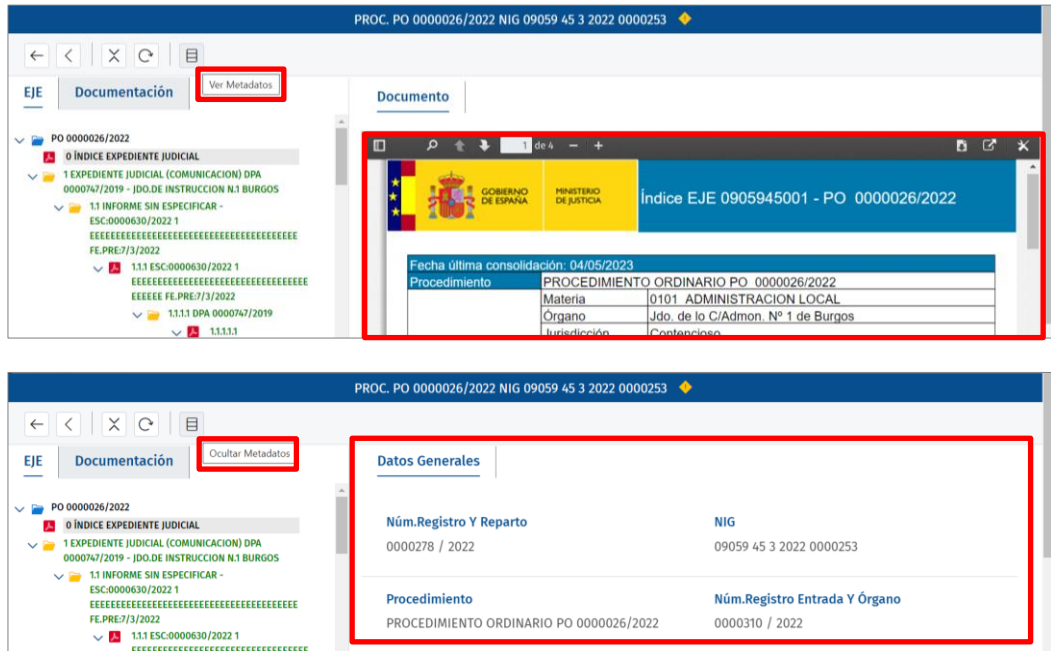 PROC. PO 0000026/2022 NIG 09059 45 3 2022 0000253
Ver Metadatos
EJE
Documentación
Documento
PO 0000026/2022
0 ÍNDICE EXPEDIENTE JUDICIAL
1 EXPEDIENTE JUDICIAL (COMUNICACION) DPA
0000747/2019 - JDO.DE INSTRUCCION N.1 BURGOS
1.1 INFORME SIN ESPECIFICAR -
ESC:0000630/2022 1
EEEEEEEEEEEEEEEEEEEEEEEEEEEEEEEEEEEEEEEE
FE.PRE:7/3/2022
1.1.1 ESC:0000630/2022 1
EEEEEEEEEEEEEEEEEEEEEEEEEEEEEEEEEE
EEEEEE FE.PRE:7/3/2022
1.1.1.1 DPA 0000747/2019
1.1.1.1.1
1 de 4
GOBIERNO
DE ESPAÑA
MINISTERIO
DE JUSTICIA
Índice EJE 0905945001 - PO 0000026/2022
Fecha última consolidación: 04/05/2023
Procedimiento PROCEDIMIENTO ORDINARIO PO 0000026/2022
Materia 0101 ADMINISTRACION LOCAL
Órgano Jdo. de lo C/Admon. Nº 1 de Burgos
Jurisdicción Contencioso
PROC. PO 0000026/2022 NIG 09059 45 3 2022 0000253
Ocultar Metadatos
EJE
Documentación
Datos Generales
PO 0000026/2022
0 ÍNDICE EXPEDIENTE JUDICIAL
1 EXPEDIENTE JUDICIAL (COMUNICACION) DPA
0000747/2019 - JDO.DE INSTRUCCION N.1 BURGOS
1.1 INFORME SIN ESPECIFICAR -
ESC:0000630/2022 1
EEEEEEEEEEEEEEEEEEEEEEEEEEEEEEEEEEEEEEEE
FE.PRE:7/3/2022
1.1.1 ESC:0000630/2022 1
EEEEEEEEEEEEEEEEEEEEEEEEEEEEEEEEEE
Núm.Registro Y Reparto
0000278 / 2022
NIG
09059 45 3 2022 0000253
Procedimiento
PROCEDIMIENTO ORDINARIO PO 0000026/2022
Núm.Registro Entrada Y Órgano
0000310 / 2022